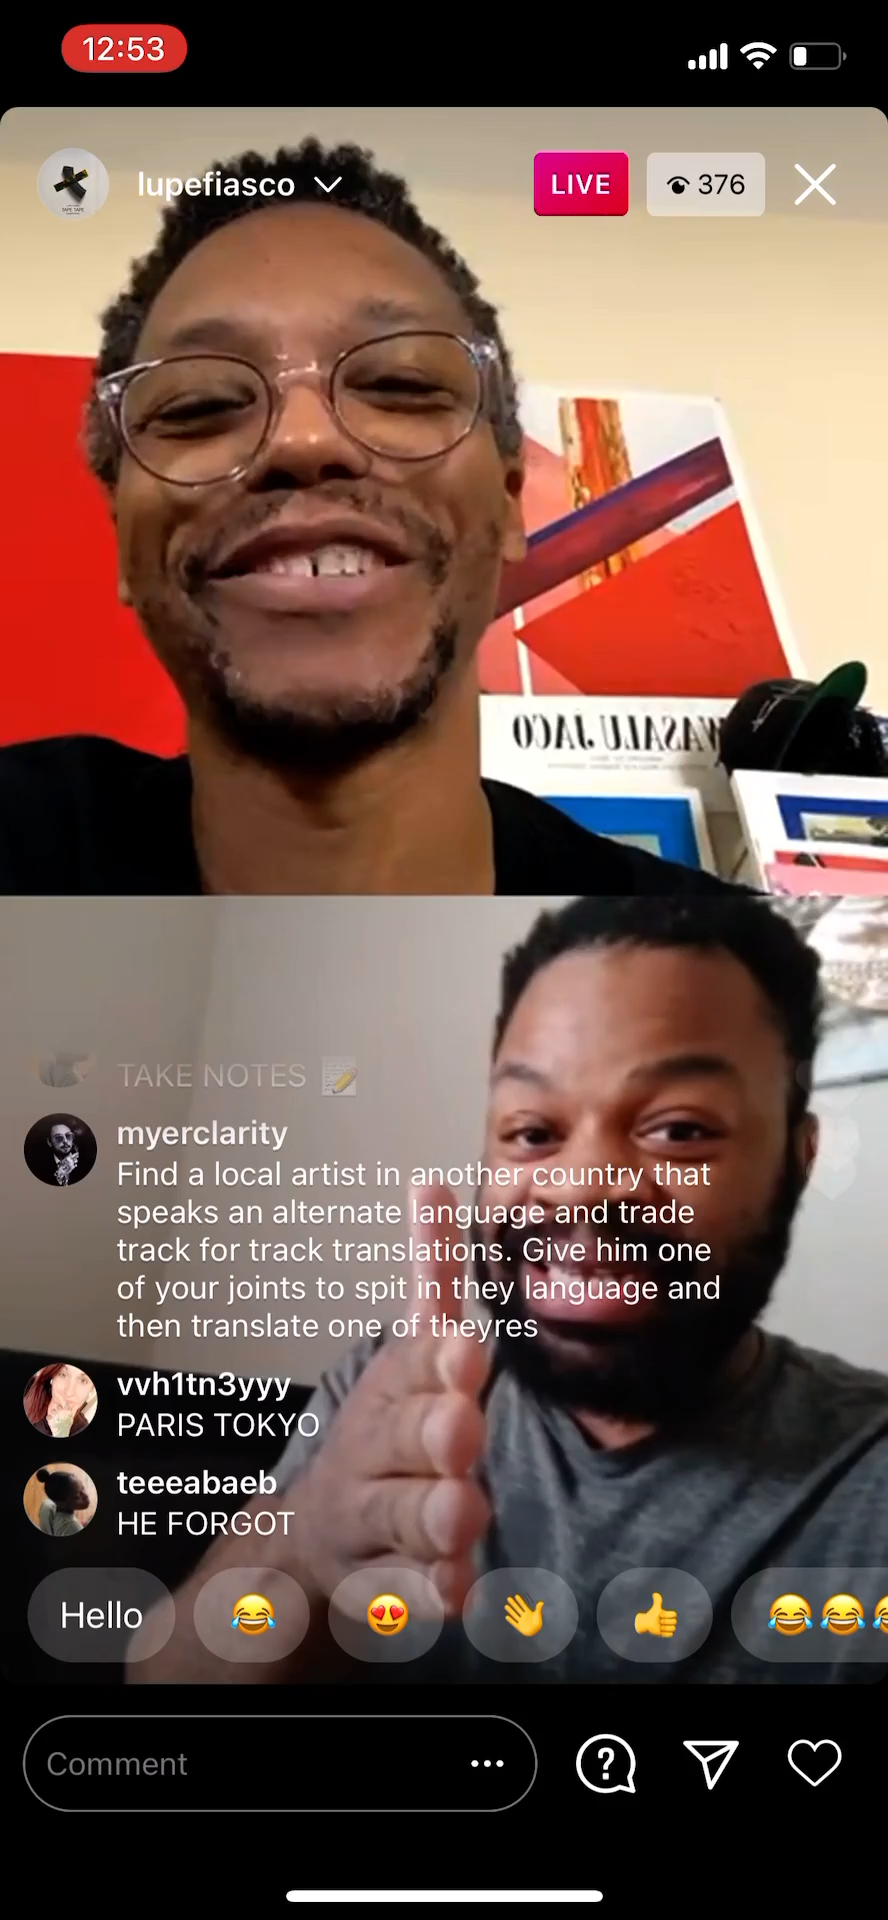 12:53
lupefiasco
LIVE
376
WASALU JACO
TAKE NOTES 📝
myerclarity
Find a local artist in another country that
speaks an alternate language and trade
track for track translations. Give him one
of your joints to spit in they language and
then translate one of theyres
vvh1tn3yyy
PARIS TOKYO
teeeabaeb
HE FORGOT
Hello
Comment